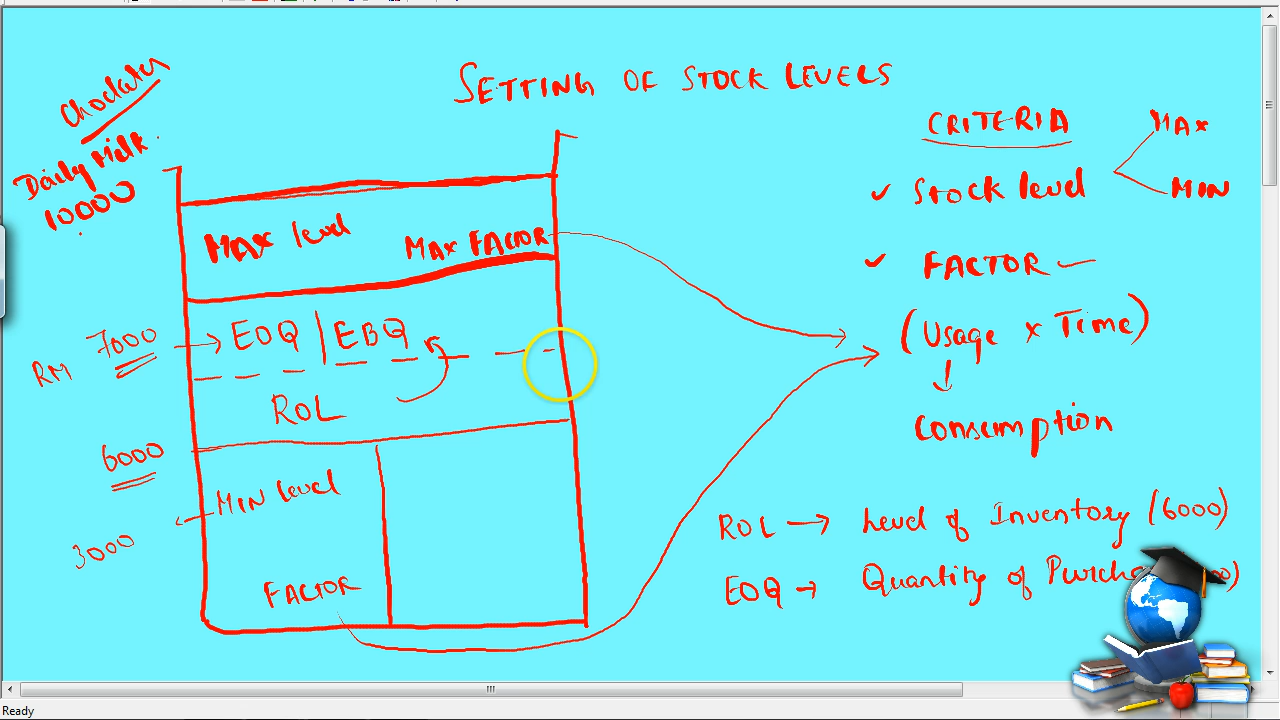 SETTING OF STOCK LEVELS
Choclates
Daily Milk
10000
MAX level
MAX FACTOR
7000 → EOQ | EBQ
RM
ROL
6000
MIN level
3000
FACTOR
CRITERIA
MAX
✓ Stock level
MIN
✓ FACTOR
(Usage x Time)
Consumption
ROL → Level of Inventory (6000)
EOQ → Quantity of
Ready